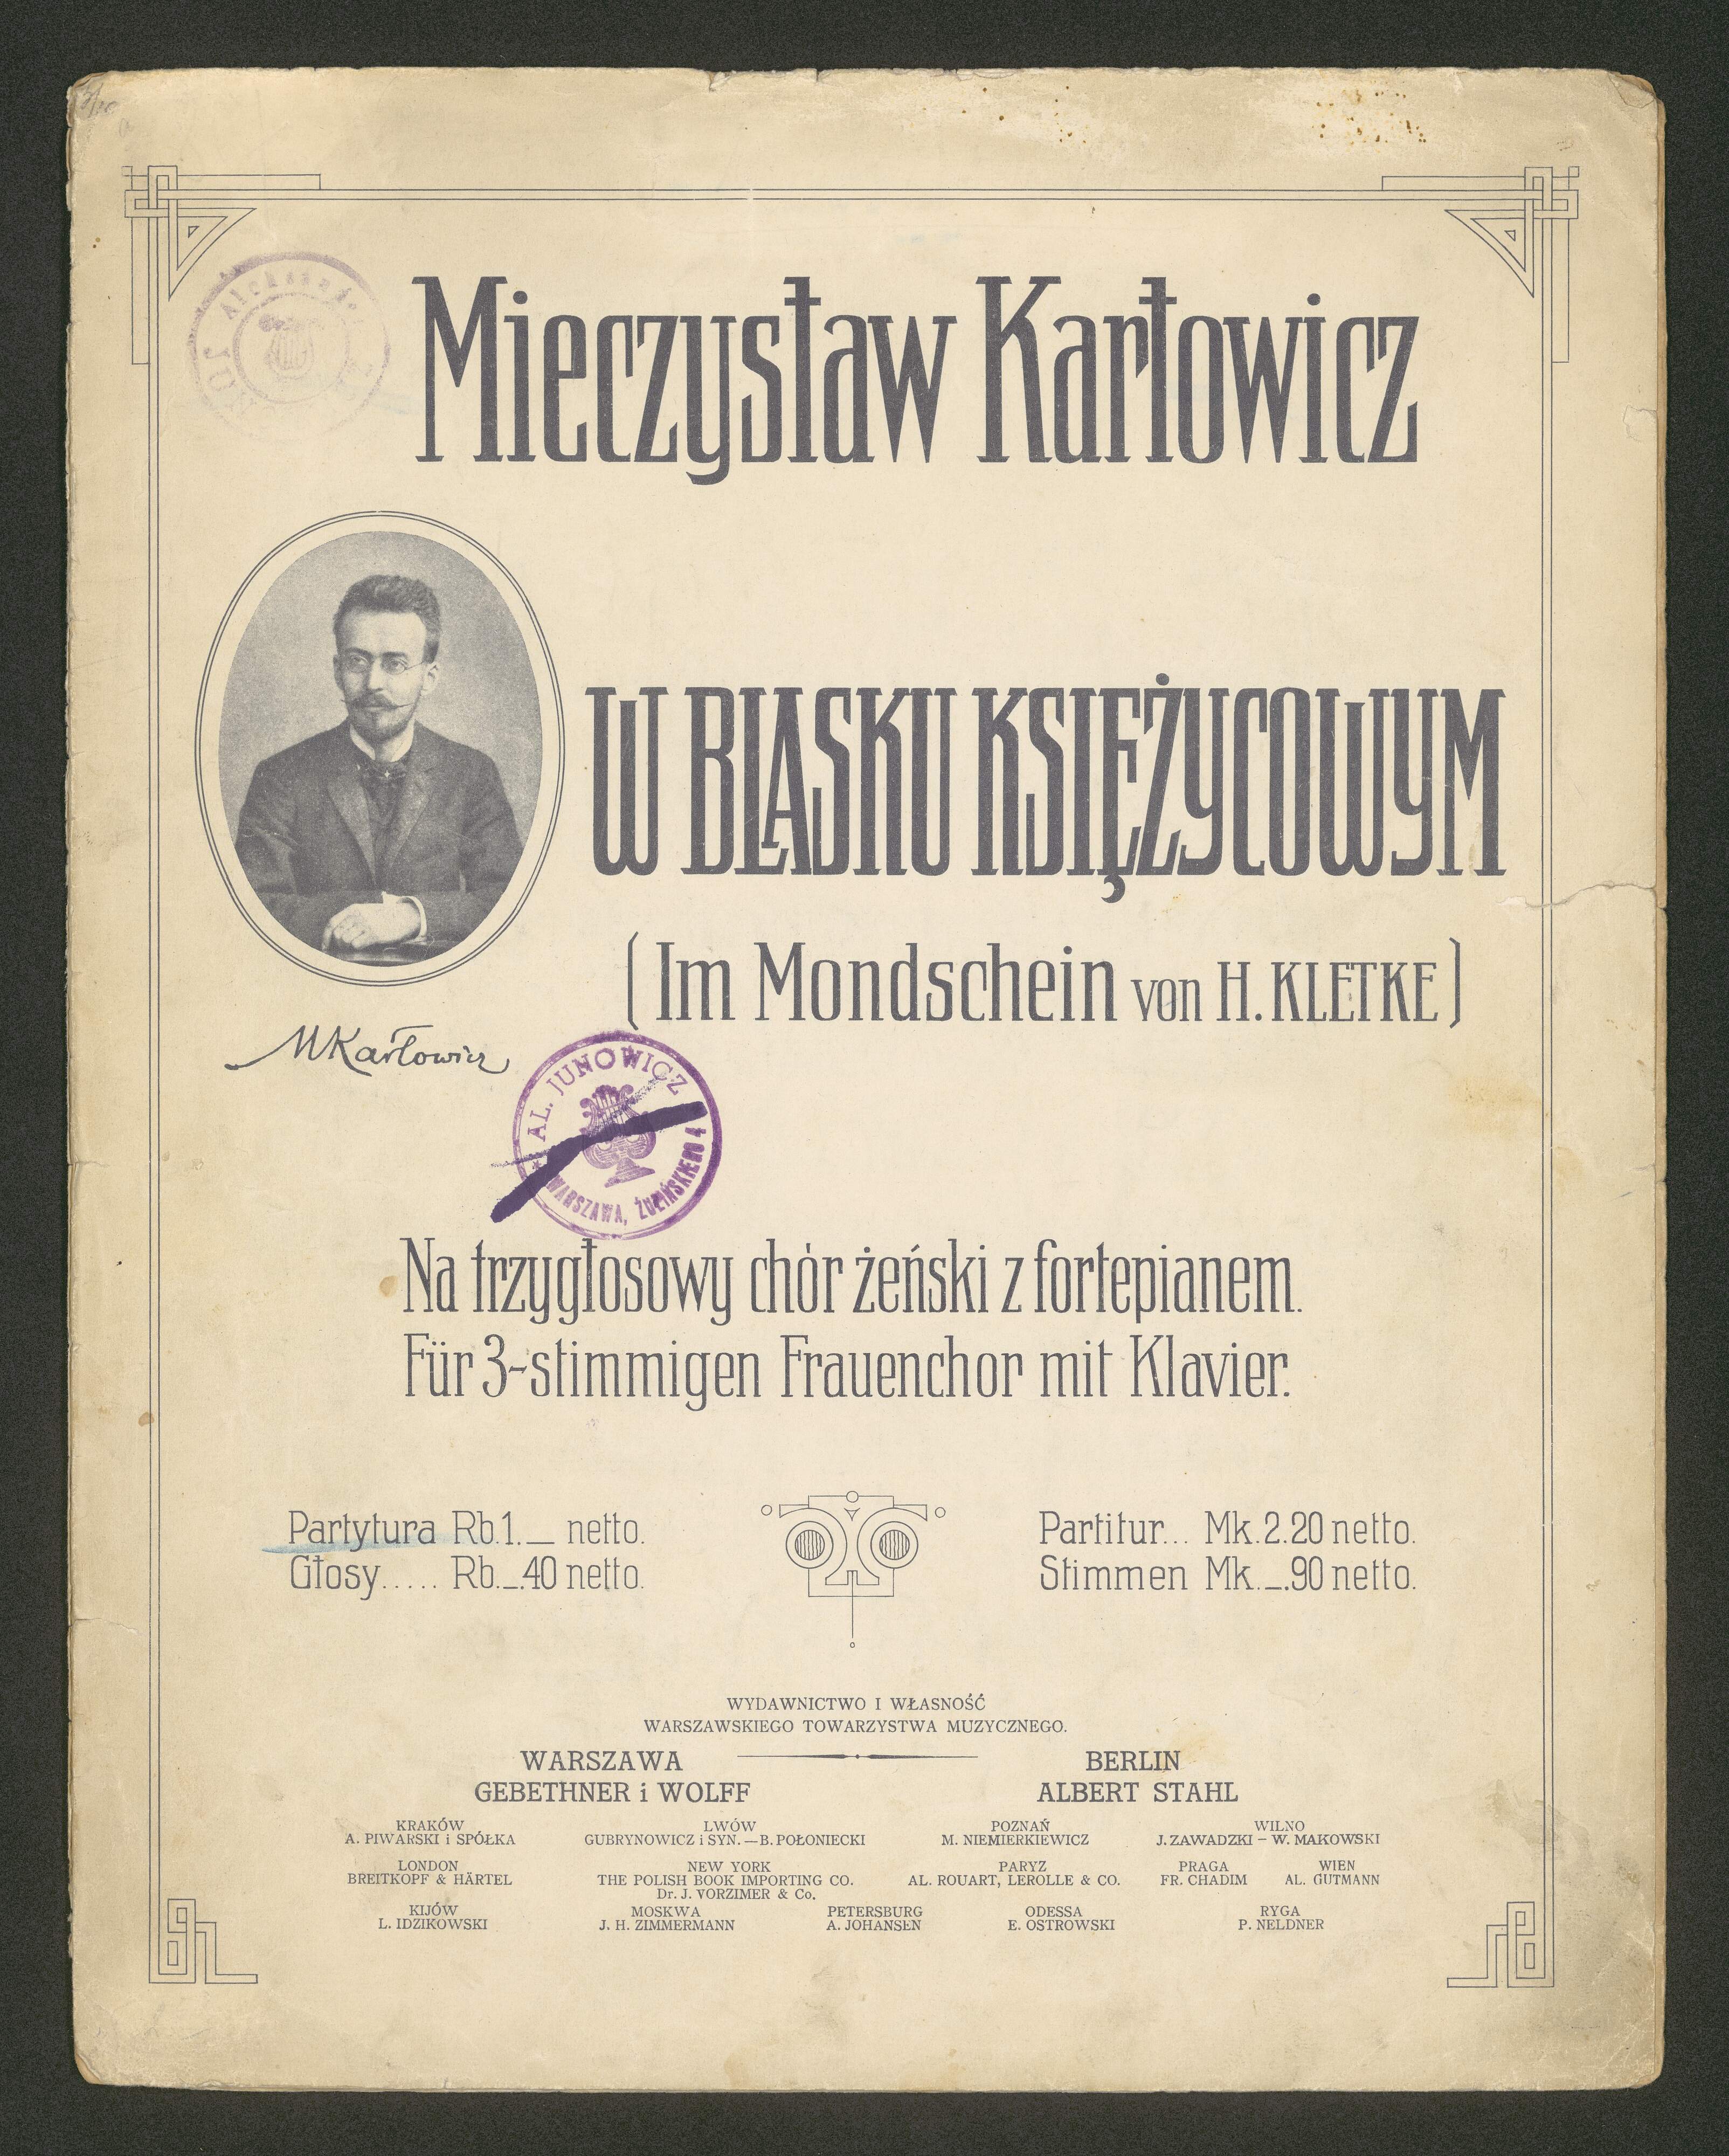 Aleksand
Mieczysław Karłowicz
W BLASKU KSIĘŻYCOWYM
(Im Mondschein von H. KLETKE)
MKarłowicz
AL. JUNOWICZ
WARSZAWA, ŻULIŃSKIEGO 4
Na trzygłosowy chór żeński z fortepianem.
Für 3-stimmigen Frauenchor mit Klavier.
Partytura Rb.1._ netto.
Głosy..... Rb._.40 netto.
Partitur... Mk.2.20 netto.
Stimmen Mk._.90 netto.
WYDAWNICTWO I WŁASNOŚĆ
WARSZAWSKIEGO TOWARZYSTWA MUZYCZNEGO.
WARSZAWA
GEBETHNER i WOLFF
BERLIN
ALBERT STAHL
KRAKÓW
A. PIWARSKI i SPÓŁKA
LWÓW
GUBRYNOWICZ i SYN. — B. POŁONIECKI
POZNAŃ
M. NIEMIERKIEWICZ
WILNO
J. ZAWADZKI – W. MAKOWSKI
LONDON
BREITKOPF & HÄRTEL
NEW YORK
THE POLISH BOOK IMPORTING CO.
Dr. J. VORZIMER & Co.
PARYZ
AL. ROUART, LEROLLE & CO.
PRAGA
FR. CHADIM
WIEN
AL. GUTMANN
KIJÓW
L. IDZIKOWSKI
MOSKWA
J. H. ZIMMERMANN
PETERSBURG
A. JOHANSEN
ODESSA
E. OSTROWSKI
RYGA
P. NELDNER